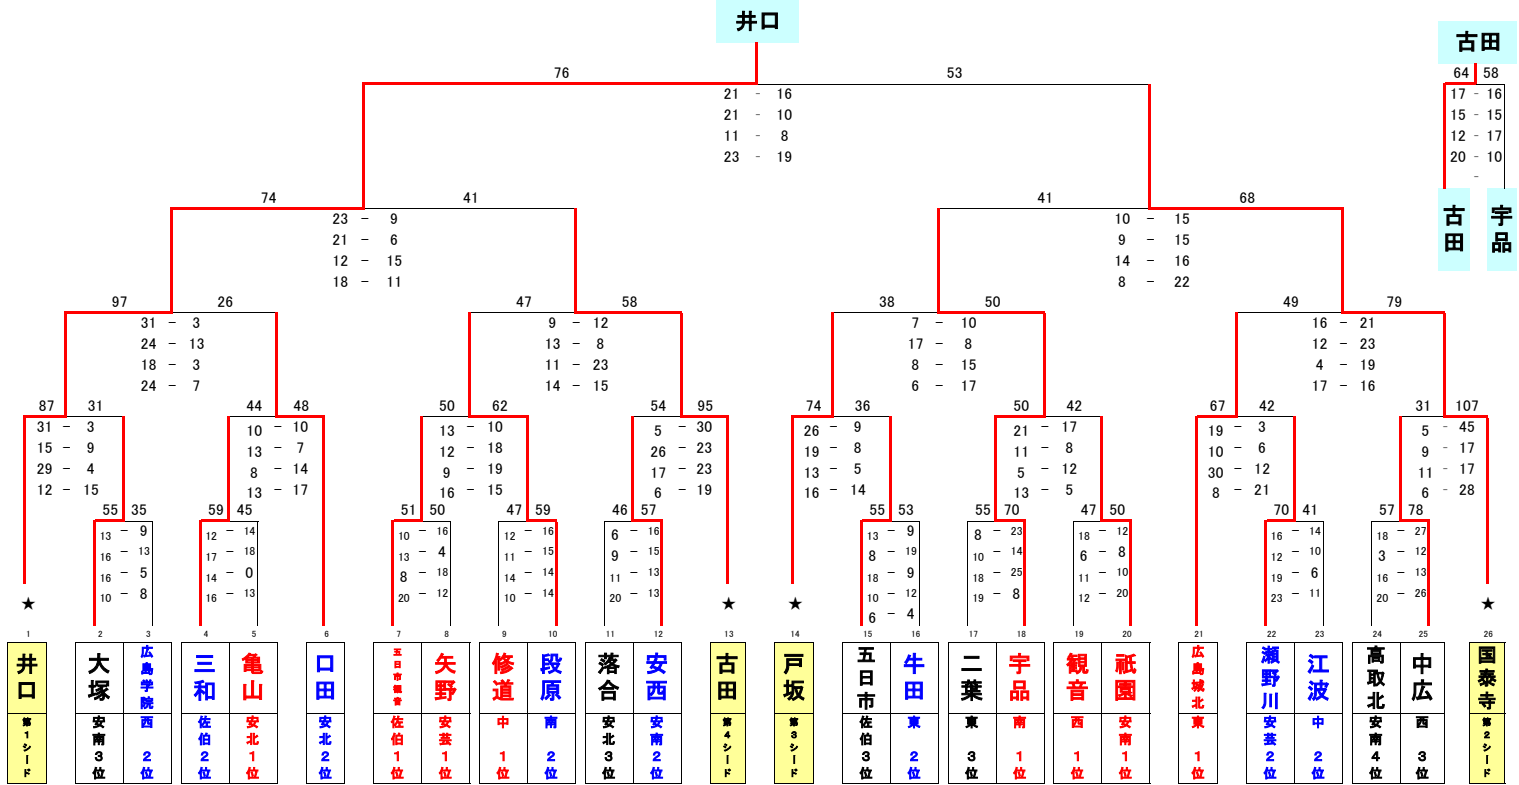 井口
古田
76 53
64 58
21 - 16
21 - 10
11 - 8
23 - 19
17 - 16
15 - 15
12 - 17
20 - 10
-
古田 宇品
74 41
41 68
23 - 9
21 - 6
12 - 15
18 - 11
10 - 15
9 - 15
14 - 16
8 - 22
97 26
47 58
38 50
49 79
31 - 3
24 - 13
18 - 3
24 - 7
9 - 12
13 - 8
11 - 23
14 - 15
7 - 10
17 - 8
8 - 15
6 - 17
16 - 21
12 - 23
4 - 19
17 - 16
87 31
31 - 3
15 - 9
29 - 4
12 - 15
44 48
10 - 10
13 - 7
8 - 14
13 - 17
50 62
13 - 10
12 - 18
9 - 19
16 - 15
54 95
5 - 30
26 - 23
17 - 23
6 - 19
74 36
26 - 9
19 - 8
13 - 5
16 - 14
50 42
21 - 17
11 - 8
5 - 12
13 - 5
67 42
19 - 3
10 - 6
30 - 12
8 - 21
31 107
5 - 45
9 - 17
11 - 17
6 - 28
55 35
13 - 9
16 - 13
16 - 5
10 - 8
59 45
12 - 14
17 - 18
14 - 0
16 - 13
51 50
10 - 16
13 - 4
8 - 18
20 - 12
47 59
12 - 16
11 - 15
14 - 14
10 - 14
46 57
6 - 16
9 - 15
11 - 13
20 - 13
55 53
13 - 9
8 - 19
18 - 9
10 - 12
6 - 4
55 70
8 - 23
10 - 14
18 - 25
19 - 8
47 50
18 - 12
6 - 8
11 - 10
12 - 20
70 41
16 - 14
12 - 10
19 - 6
23 - 11
57 78
18 - 27
3 - 12
16 - 13
20 - 26
★ ★ ★ ★
1 2 3 4 5 6 7 8 9 10 11 12 13 14 15 16 17 18 19 20 21 22 23 24 25 26
井口 第1シード
大塚 安南3位
広島学院 西 2位
三和 佐伯2位
亀山 安北1位
口田 安北2位
五日市観音 佐伯1位
矢野 安芸1位
修道 中 1位
段原 南 2位
落合 安北3位
安西 安南2位
古田 第4シード
戸坂 第3シード
五日市 佐伯3位
牛田 東 2位
二葉 東 3位
宇品 南 1位
観音 西 1位
祇園 安南1位
広島城北 東 1位
瀬野川 安芸2位
江波 中 2位
高取北 安南4位
中広 西 3位
国泰寺 第2シード